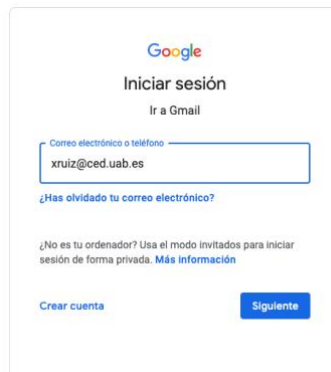 Google
Iniciar sesión
Ir a Gmail
Correo electrónico o teléfono
xruiz@ced.uab.es
¿Has olvidado tu correo electrónico?
¿No es tu ordenador? Usa el modo invitados para iniciar
sesión de forma privada. Más información
Crear cuenta
Siguiente